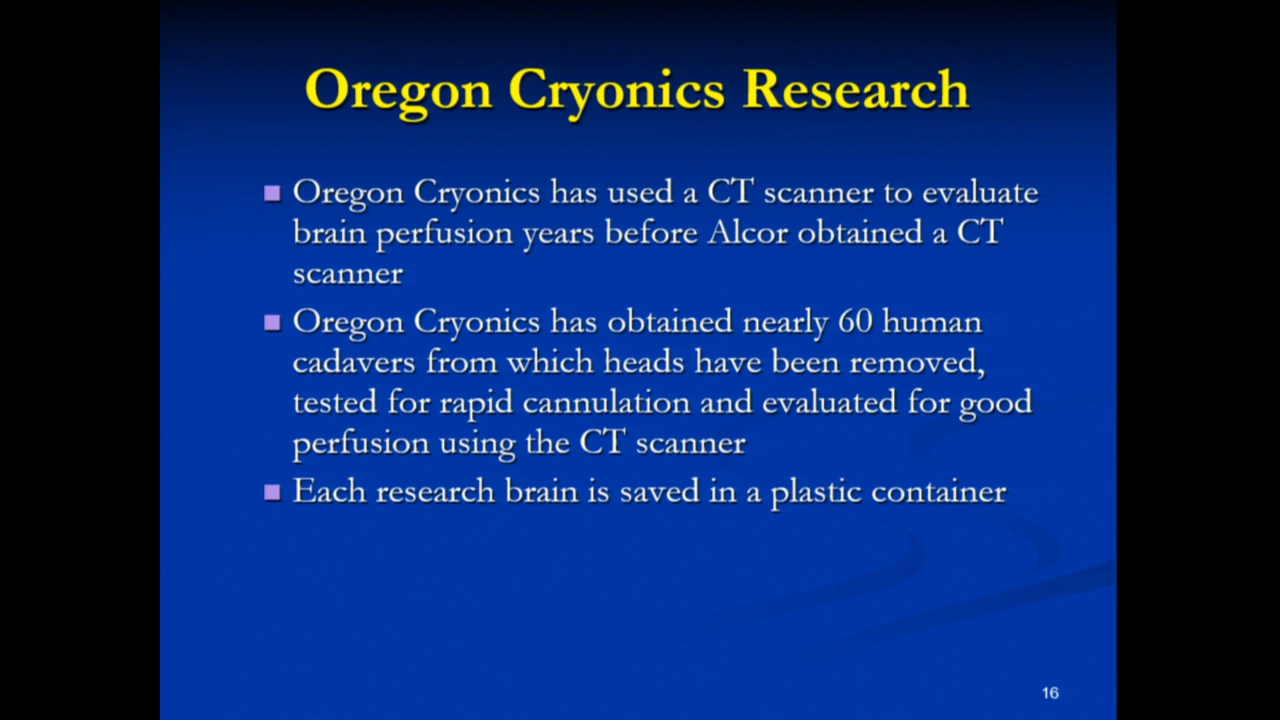 Oregon Cryonics Research
Oregon Cryonics has used a CT scanner to evaluate
brain perfusion years before Alcor obtained a CT
scanner
Oregon Cryonics has obtained nearly 60 human
cadavers from which heads have been removed,
tested for rapid cannulation and evaluated for good
perfusion using the CT scanner
Each research brain is saved in a plastic container
16